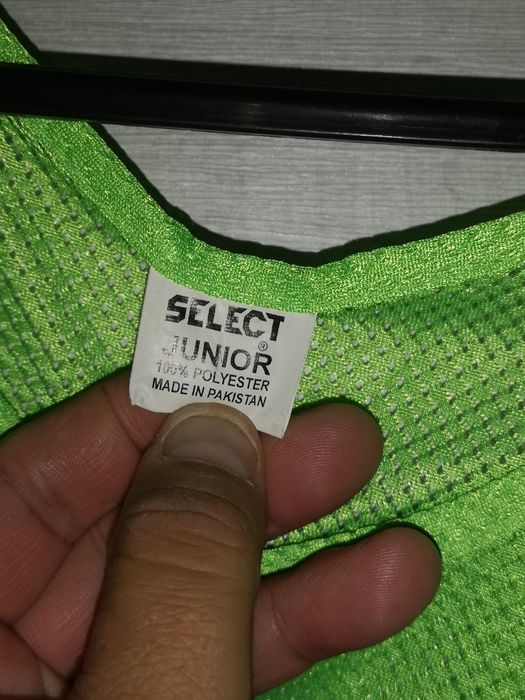 SELECT®
JUNIOR
100% POLYESTER
MADE IN PAKISTAN